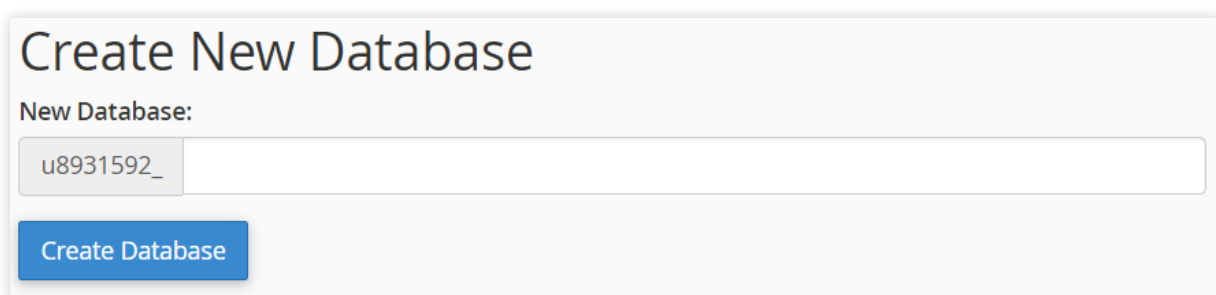 Create New Database
New Database:
u8931592_
Create Database